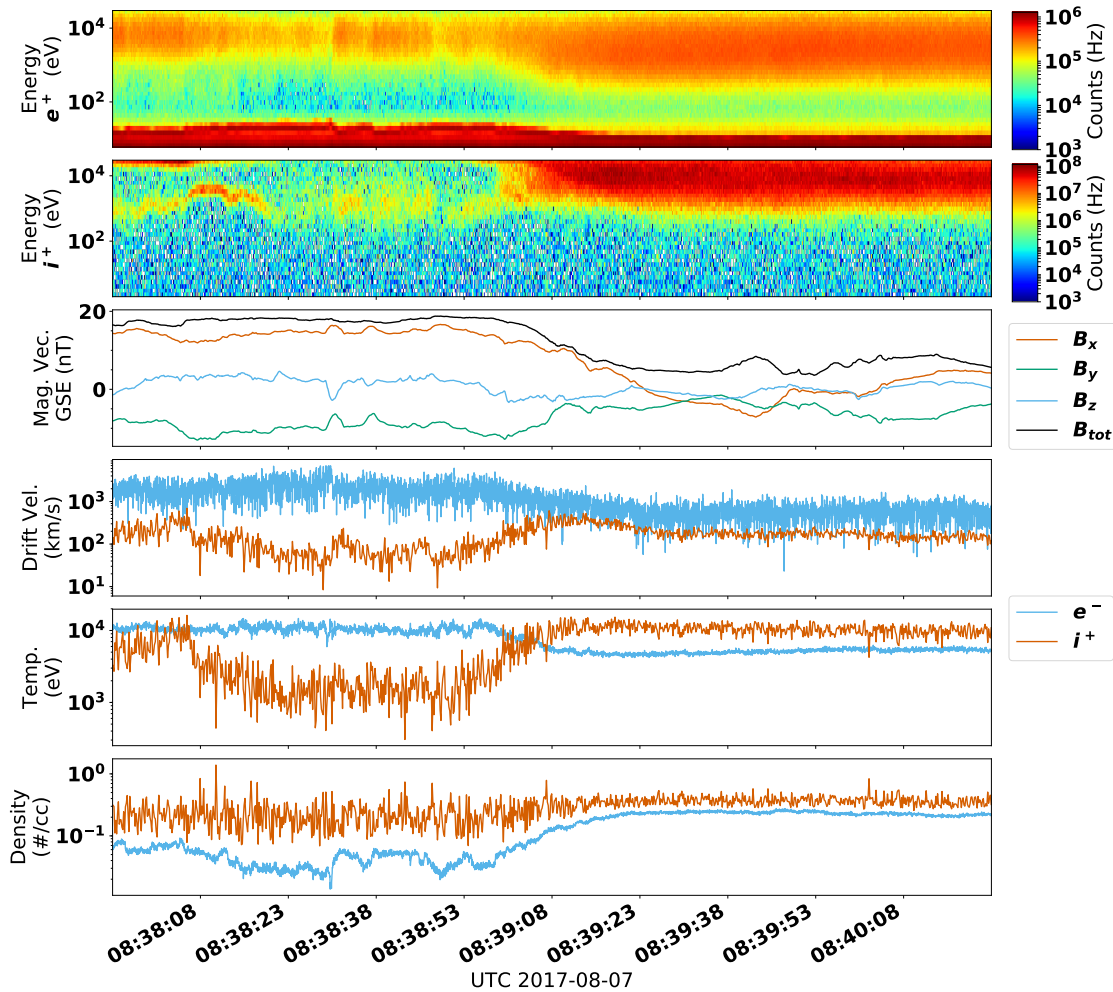 Energy
e⁺ (eV)
10⁴
10²
10⁶
10⁵
10⁴
10³
Counts (Hz)
Energy
i⁺ (eV)
10⁴
10²
10⁸
10⁷
10⁶
10⁵
10⁴
10³
Counts (Hz)
Mag. Vec.
GSE (nT)
20
0
Bₓ
Bᵧ
B_z
B_tot
Drift Vel.
(km/s)
10³
10²
10¹
Temp.
(eV)
10⁴
10³
e⁻
i⁺
Density
(#/cc)
10⁰
10⁻¹
08:38:08
08:38:23
08:38:38
08:38:53
08:39:08
08:39:23
08:39:38
08:39:53
08:40:08
UTC 2017-08-07